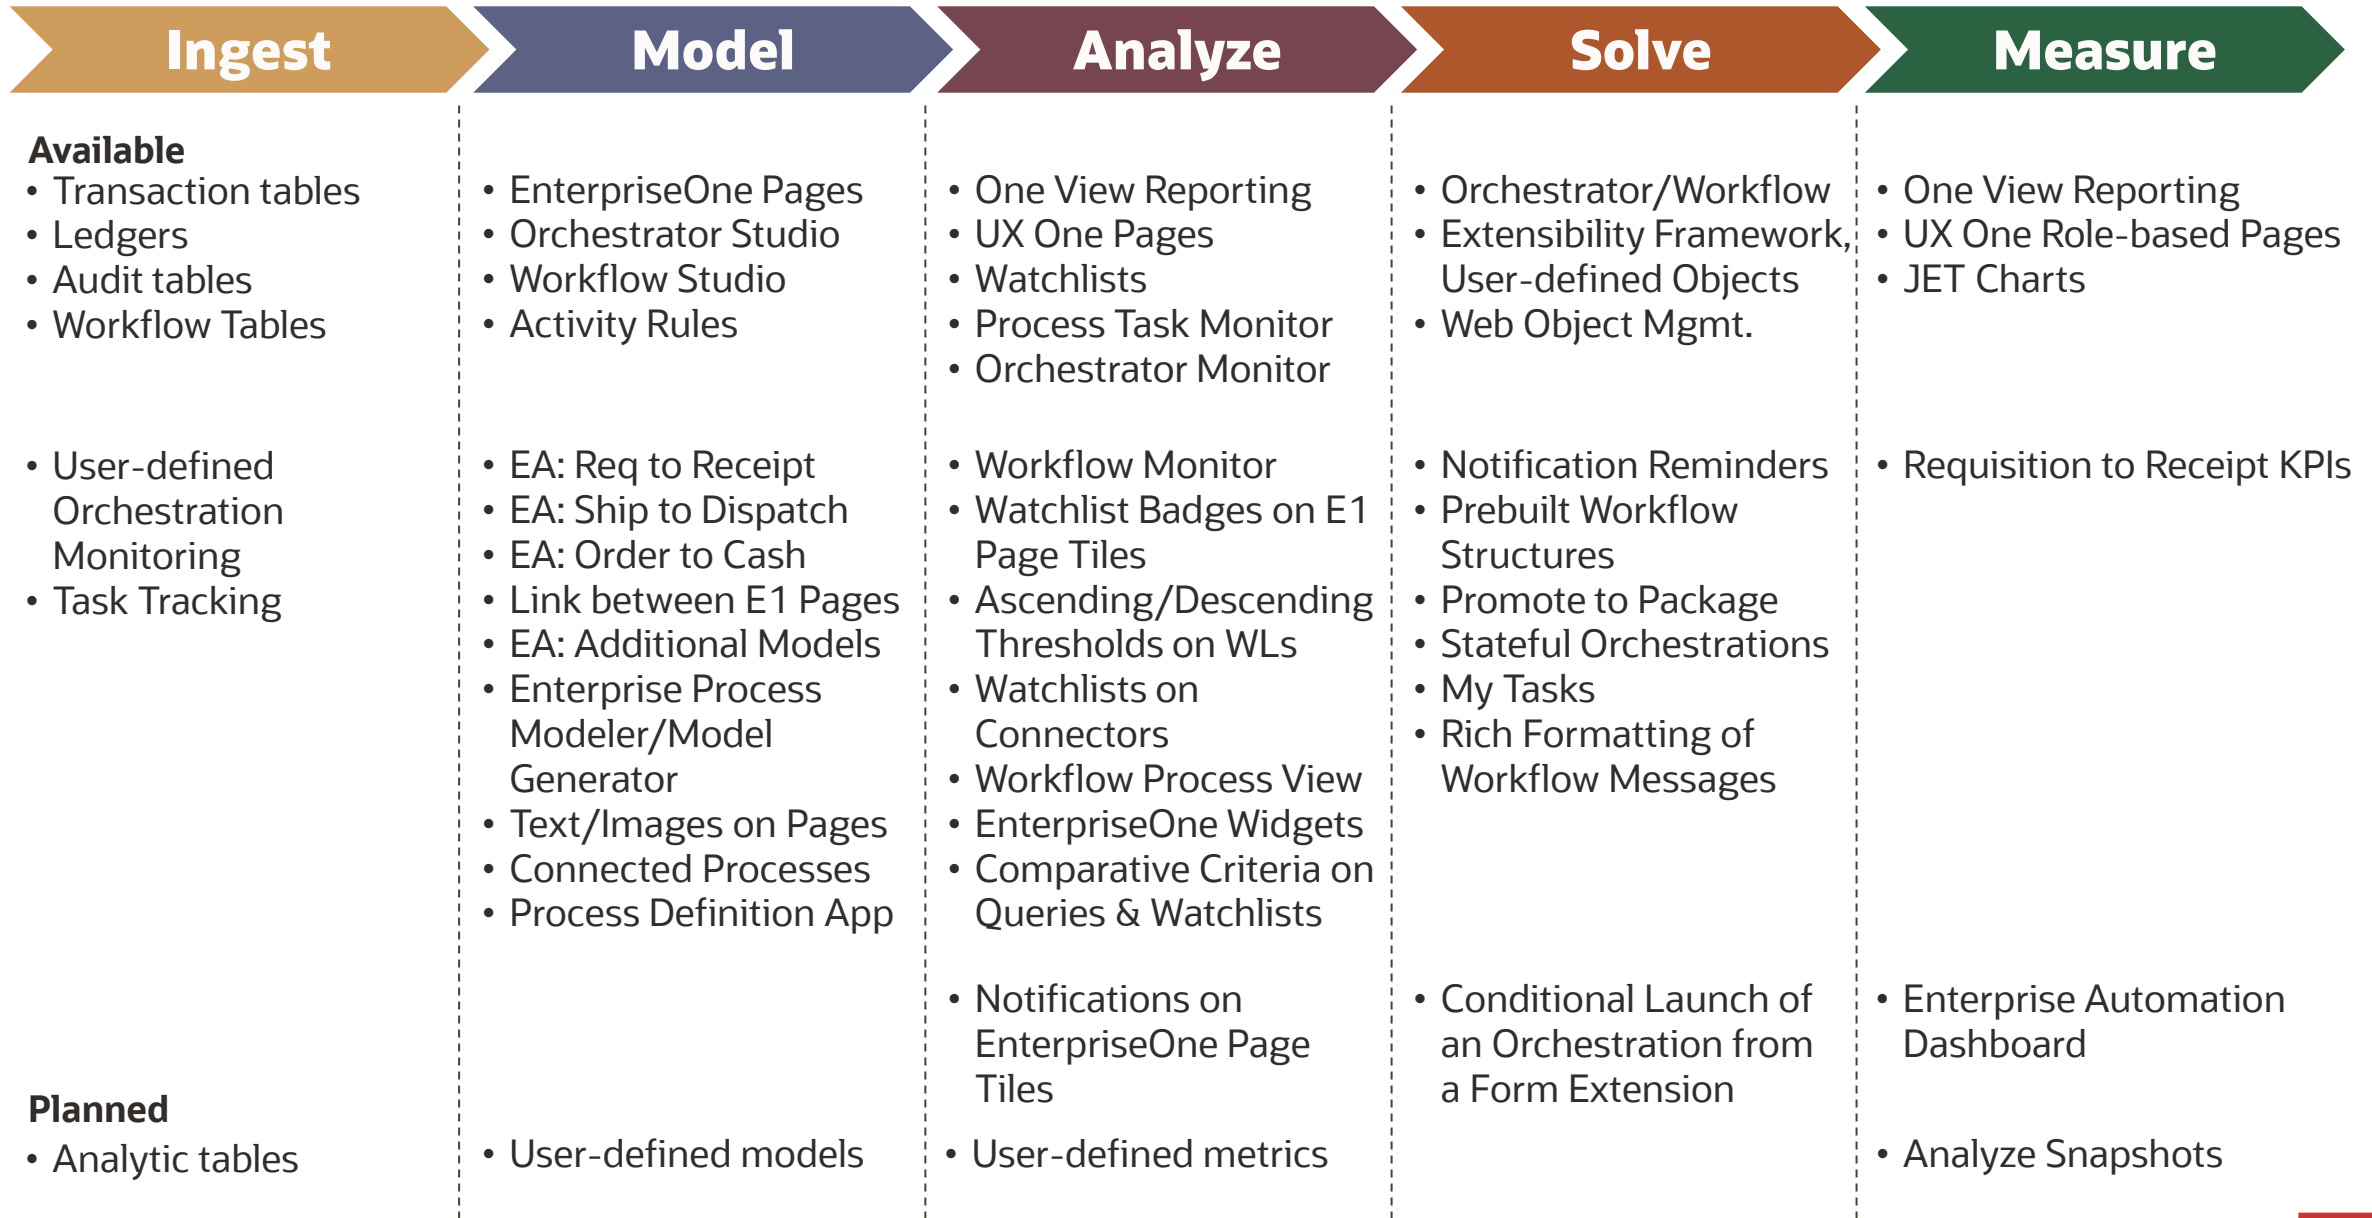 Ingest
Model
Analyze
Solve
Measure
Available
• Transaction tables
• Ledgers
• Audit tables
• Workflow Tables
• User-defined
Orchestration
Monitoring
• Task Tracking
Planned
• Analytic tables
• EnterpriseOne Pages
• Orchestrator Studio
• Workflow Studio
• Activity Rules
• EA: Req to Receipt
• EA: Ship to Dispatch
• EA: Order to Cash
• Link between E1 Pages
• EA: Additional Models
• Enterprise Process
Modeler/Model
Generator
• Text/Images on Pages
• Connected Processes
• Process Definition App
• User-defined models
• One View Reporting
• UX One Pages
• Watchlists
• Process Task Monitor
• Orchestrator Monitor
• Workflow Monitor
• Watchlist Badges on E1
Page Tiles
• Ascending/Descending
Thresholds on WLs
• Watchlists on
Connectors
• Workflow Process View
• EnterpriseOne Widgets
• Comparative Criteria on
Queries & Watchlists
• Notifications on
EnterpriseOne Page
Tiles
• User-defined metrics
• Orchestrator/Workflow
• Extensibility Framework,
User-defined Objects
• Web Object Mgmt.
• Notification Reminders
• Prebuilt Workflow
Structures
• Promote to Package
• Stateful Orchestrations
• My Tasks
• Rich Formatting of
Workflow Messages
• Conditional Launch of
an Orchestration from
a Form Extension
• One View Reporting
• UX One Role-based Pages
• JET Charts
• Requisition to Receipt KPIs
• Enterprise Automation
Dashboard
• Analyze Snapshots